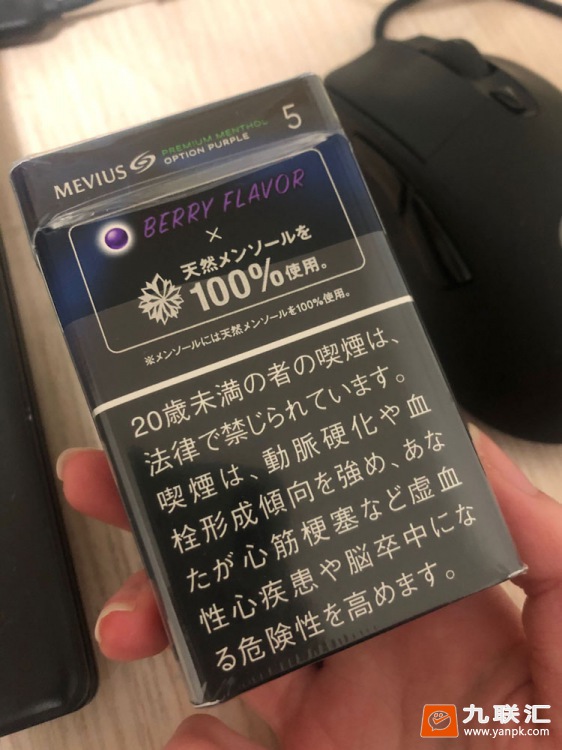 MEVIUS PREMIUM MENTHOL 5
OPTION PURPLE
BERRY FLAVOR
×
天然メンソールを
100%使用。
※メンソールには天然メンソールを100%使用。
20歳未満の者の喫煙は、
法律で禁じられています。
喫煙は、動脈硬化や血
栓形成傾向を強め、あな
たが心筋梗塞など虚血
性心疾患や脳卒中にな
る危険性を高めます。
九联汇
www.yanpk.com